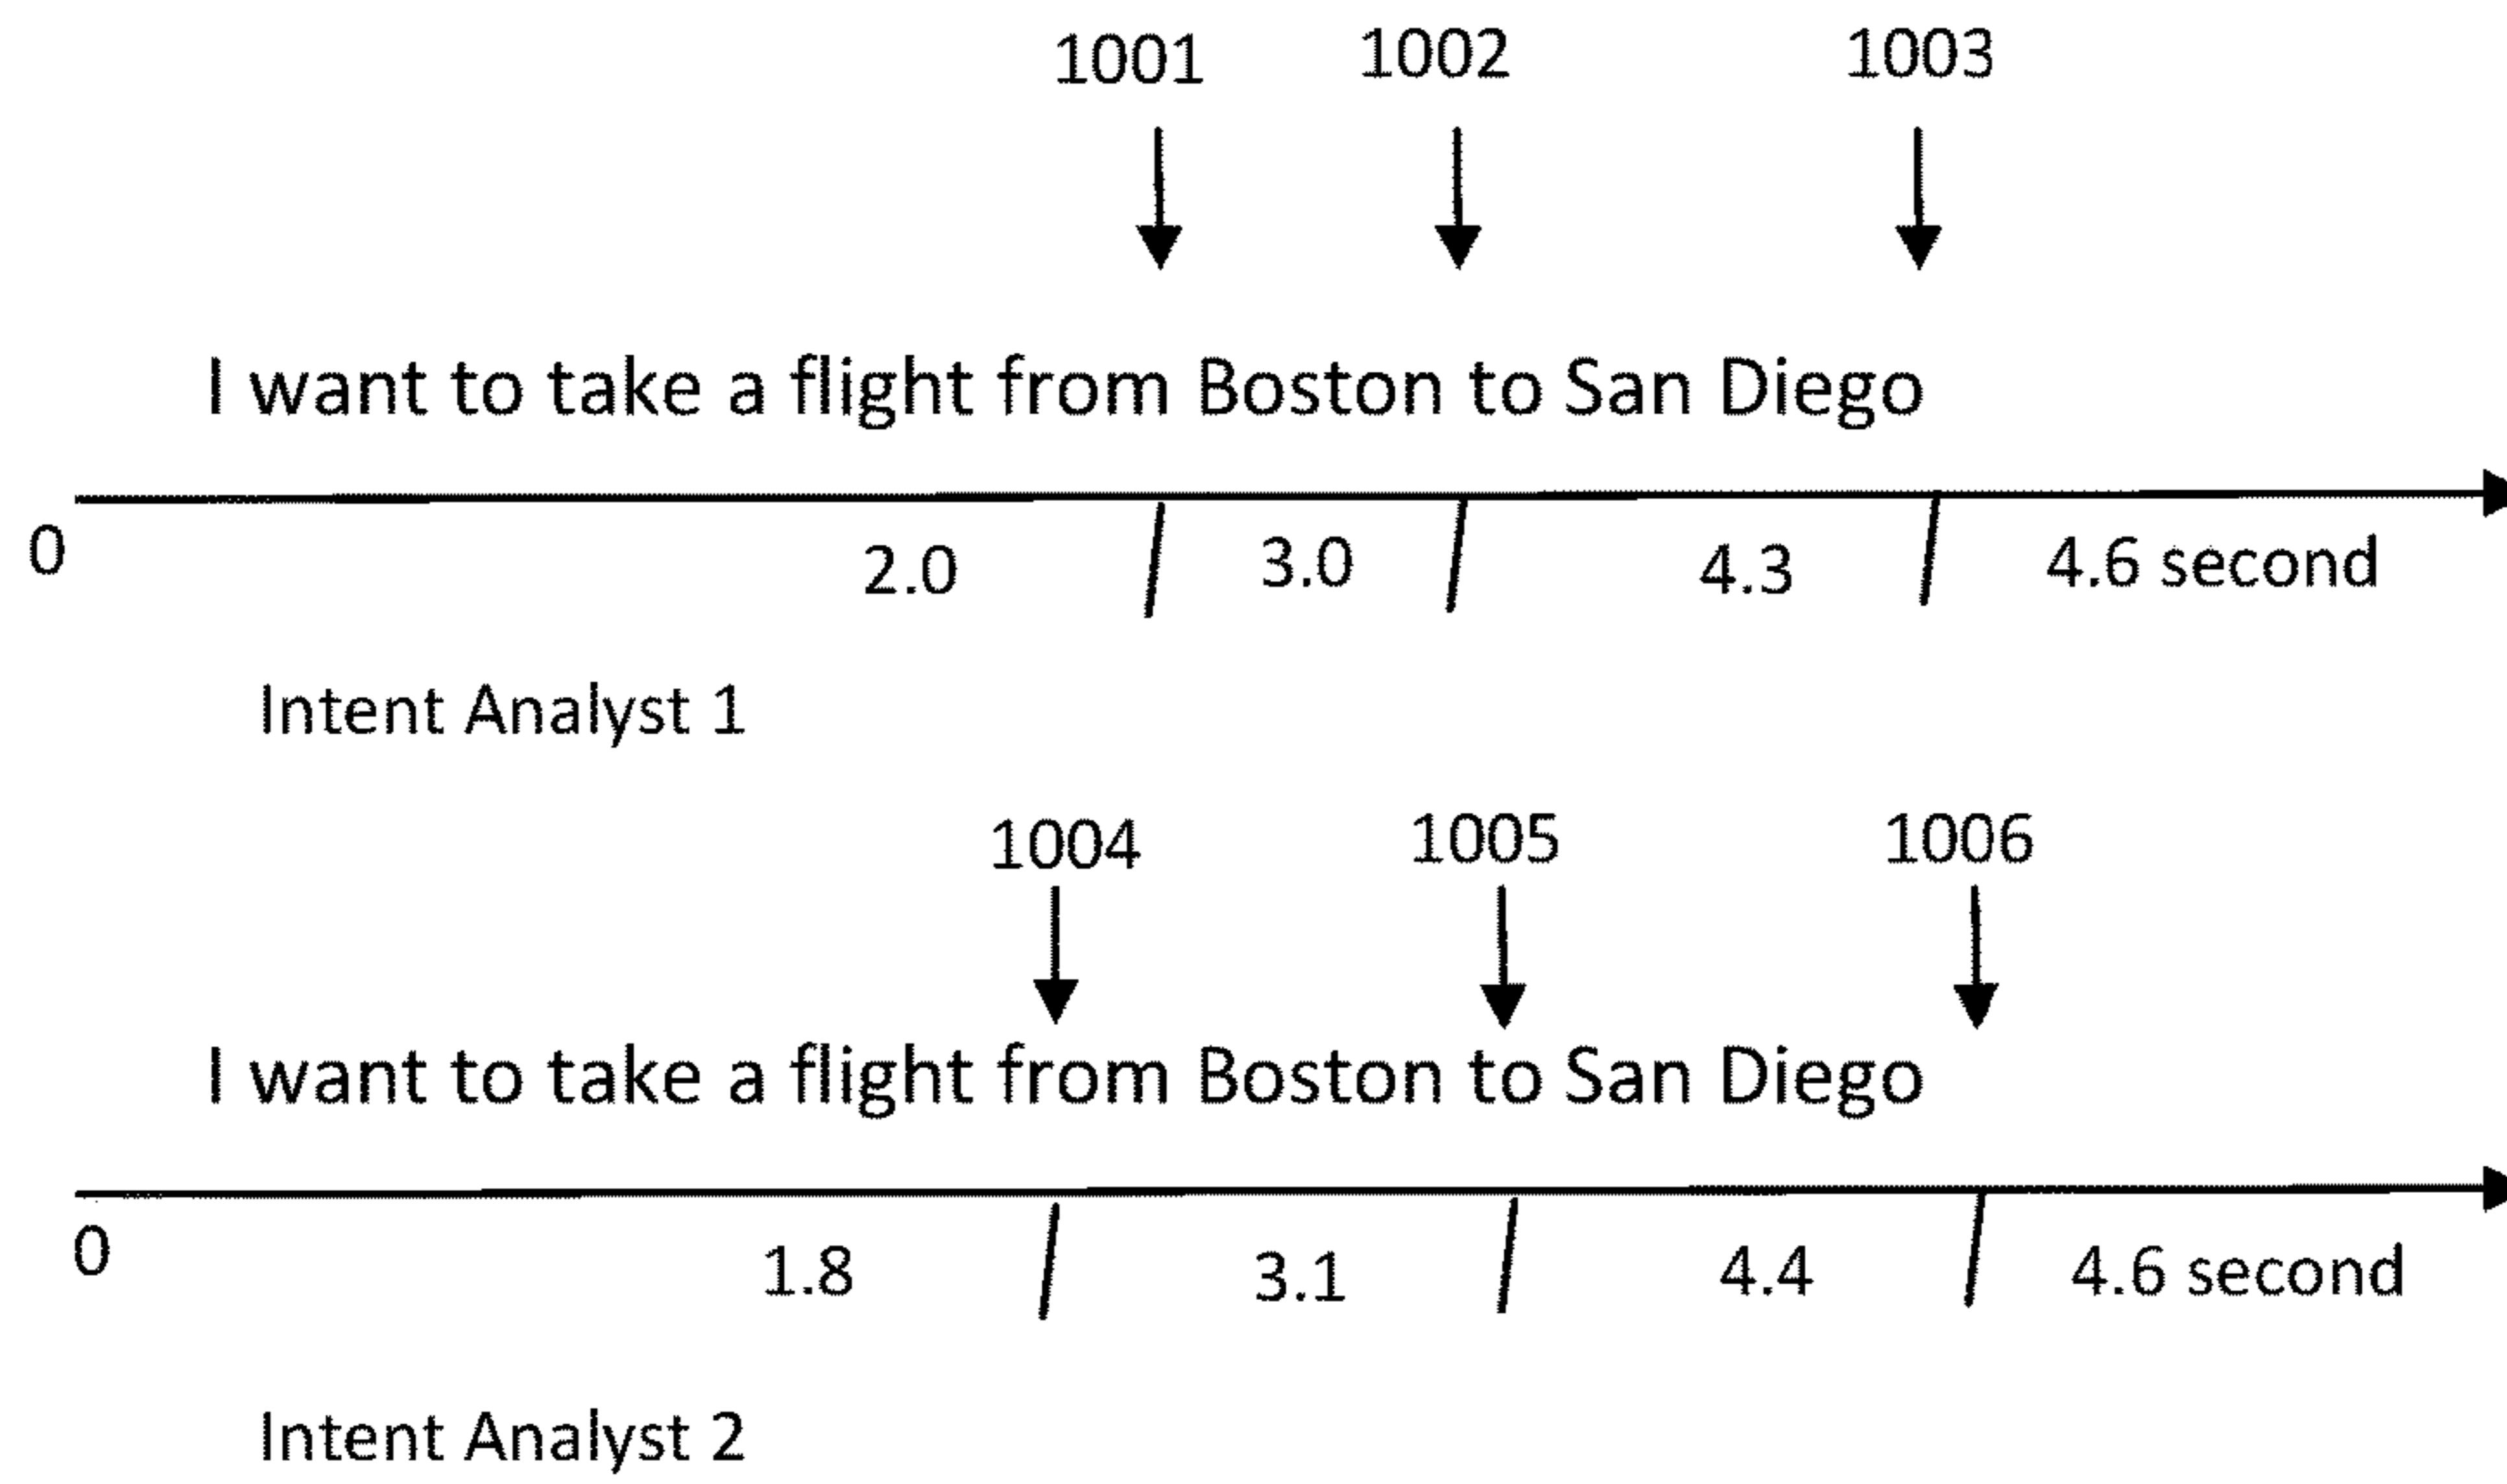 1001 1002 1003
I want to take a flight from Boston to San Diego
0 2.0 3.0 4.3 4.6 second
Intent Analyst 1
1004 1005 1006
I want to take a flight from Boston to San Diego
0 1.8 3.1 4.4 4.6 second
Intent Analyst 2